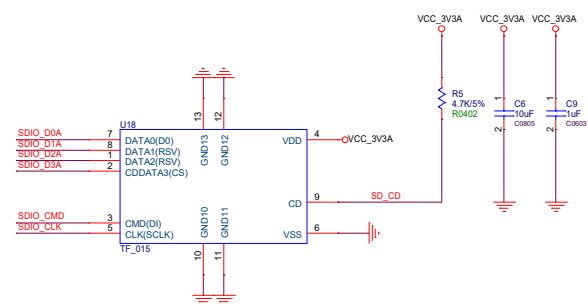 VCC_3V3A VCC_3V3A VCC_3V3A
R5
4.7K/5%
R0402
1 C6 10uF C0805 2
1 C9 1uF C0603 2
U18
13 12
GND13 GND12
SDIO_D0A 7 DATA0(D0)
SDIO_D1A 8 DATA1(RSV)
SDIO_D2A 1 DATA2(RSV)
SDIO_D3A 2 CDDATA3(CS)
VDD 4 VCC_3V3A
CD 9 SD_CD
SDIO_CMD 3 CMD(DI)
SDIO_CLK 5 CLK(SCLK)
VSS 6
GND10 GND11
10 11
TF_015